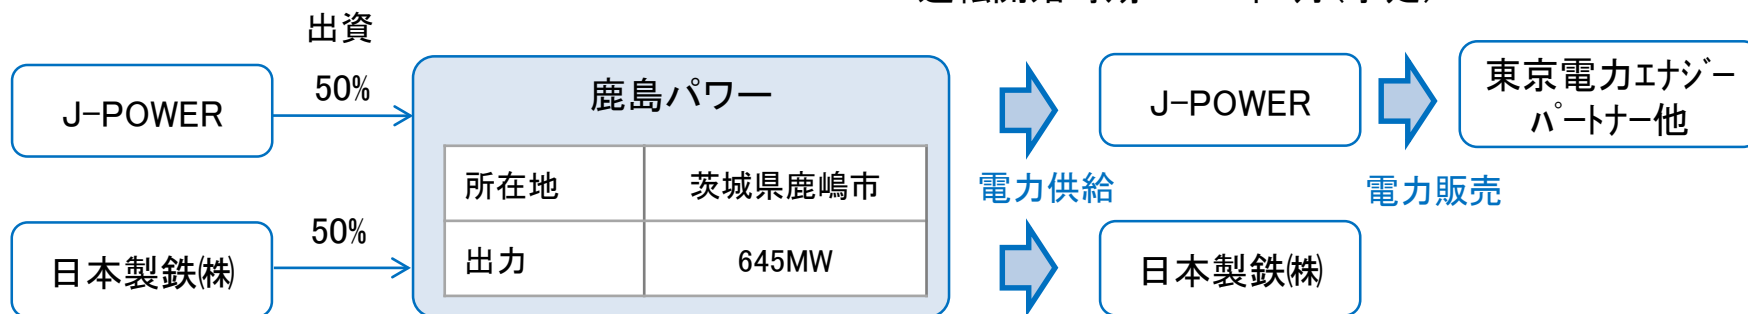 出資
J-POWER
50%
日本製鉄㈱
50%
鹿島パワー
所在地 茨城県鹿嶋市
出力 645MW
電力供給
J-POWER
日本製鉄㈱
電力販売
東京電力ｴﾅｼﾞｰ
ﾊﾟｰﾄﾅｰ他